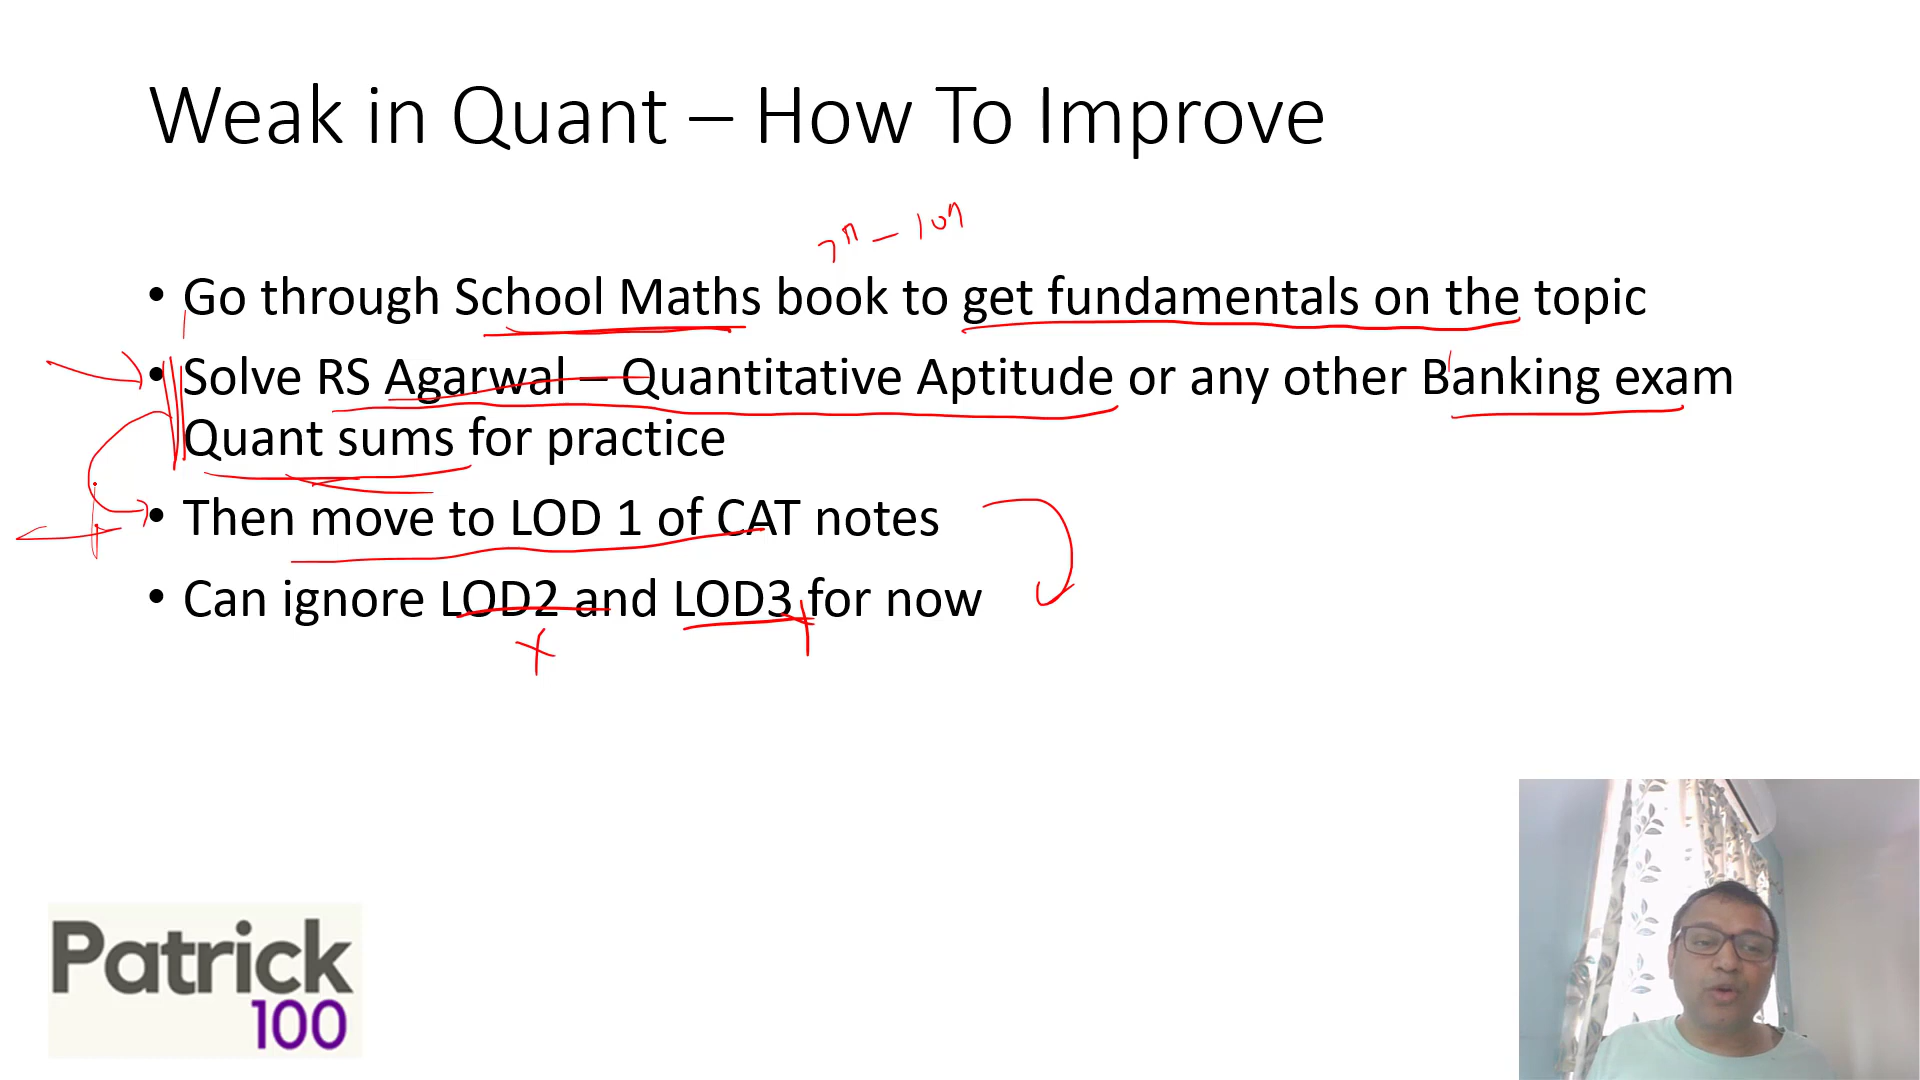 Weak in Quant – How To Improve
7th – 10th
• Go through School Maths book to get fundamentals on the topic
• Solve RS Agarwal – Quantitative Aptitude or any other Banking exam
Quant sums for practice
• Then move to LOD 1 of CAT notes
• Can ignore LOD2 and LOD3 for now
Patrick
100